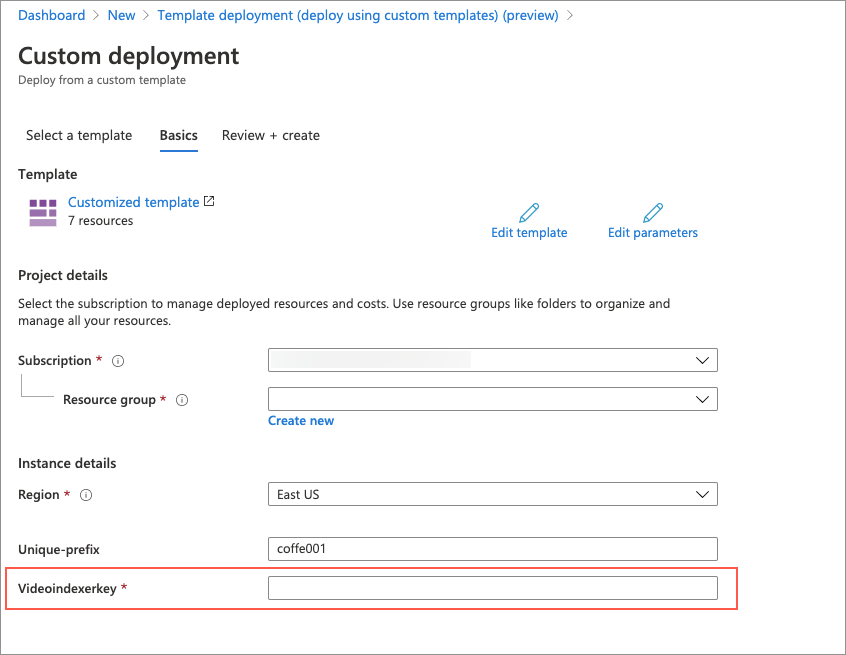 Dashboard > New > Template deployment (deploy using custom templates) (preview) >
Custom deployment
Deploy from a custom template
Select a template Basics Review + create
Template
Customized template
7 resources
Edit template Edit parameters
Project details
Select the subscription to manage deployed resources and costs. Use resource groups like folders to organize and
manage all your resources.
Subscription *
Resource group *
Create new
Instance details
Region * East US
Unique-prefix coffe001
Videoindexerkey *